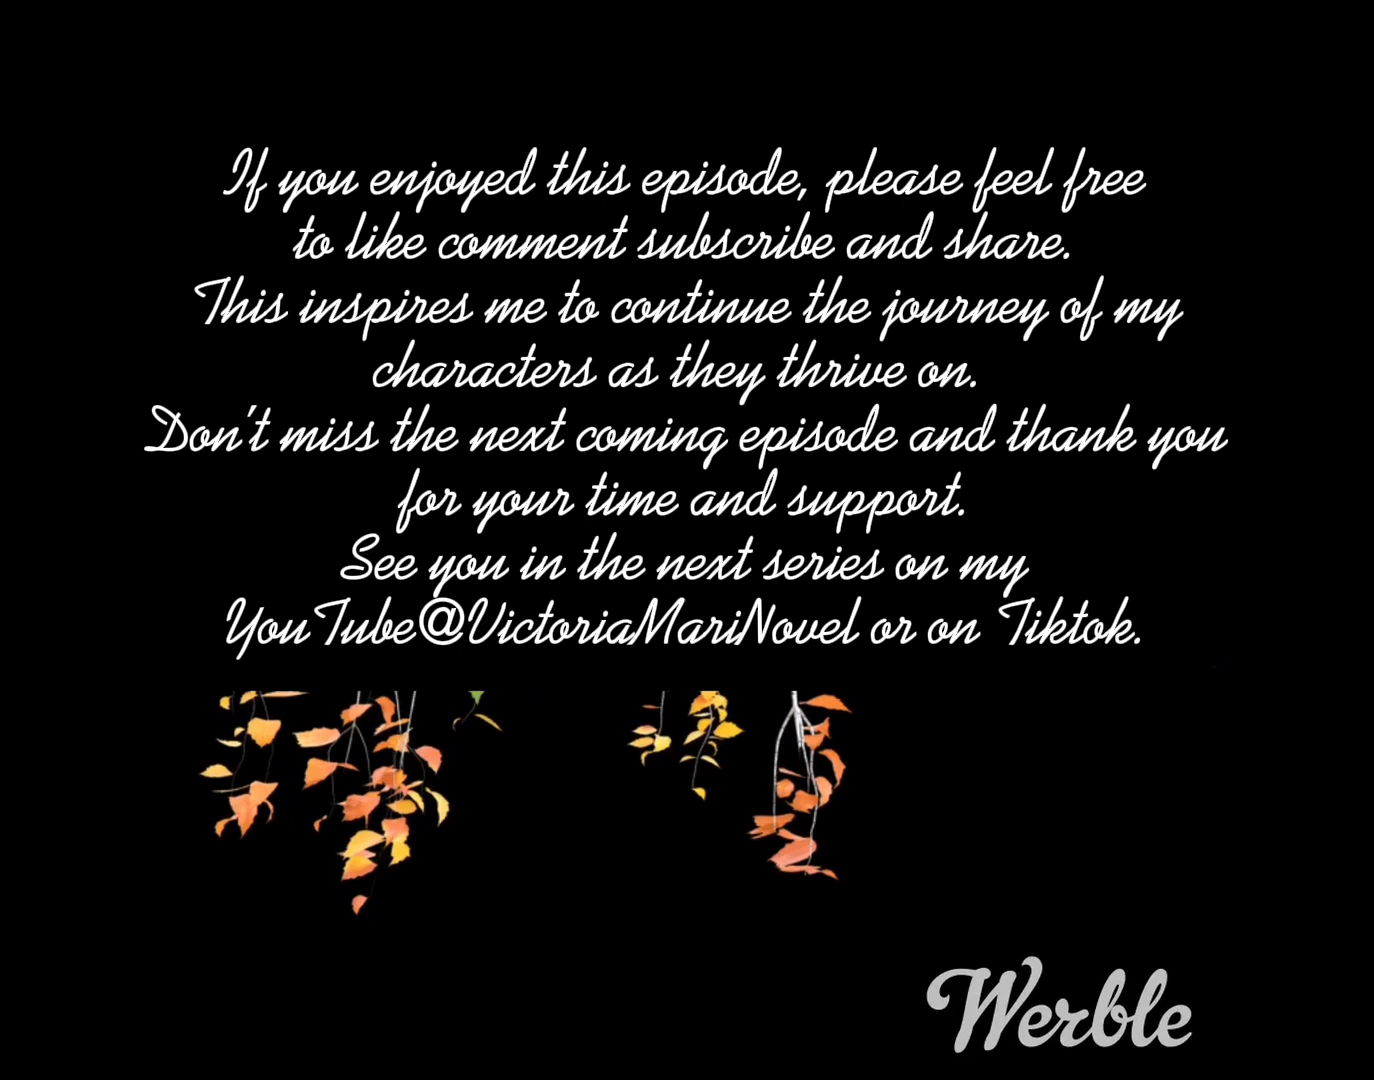 If you enjoyed this episode, please feel free
to like comment subscribe and share.
This inspires me to continue the journey of my
characters as they thrive on.
Don't miss the next coming episode and thank you
for your time and support.
See you in the next series on my
YouTube@VictoriaMariNovel or on Tiktok.
Werble